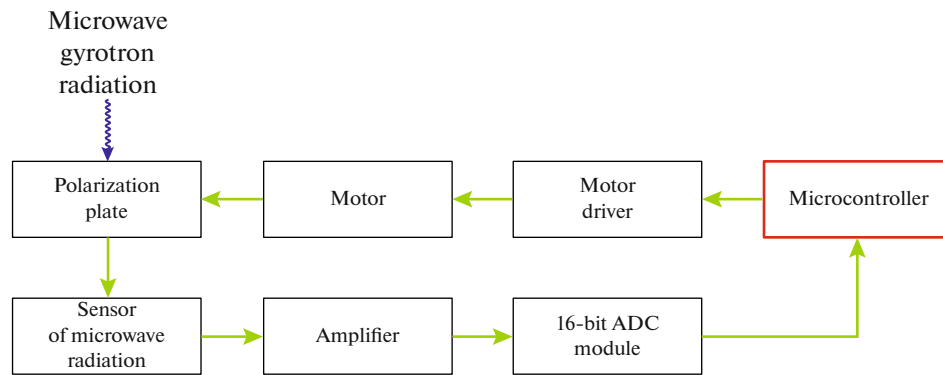 Microwave
gyrotron
radiation
Polarization
plate
Motor
Motor
driver
Microcontroller
Sensor
of microwave
radiation
Amplifier
16-bit ADC
module